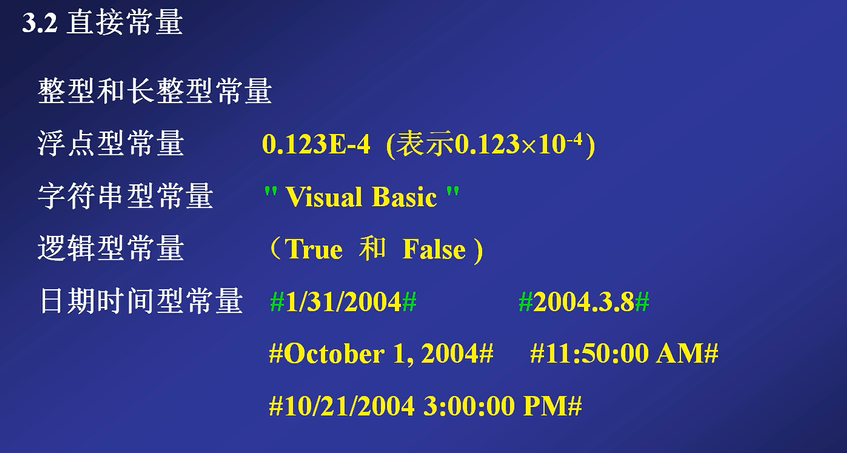 3.2 直接常量
整型和长整型常量
浮点型常量 0.123E-4 (表示0.123×10⁻⁴)
字符串型常量 " Visual Basic "
逻辑型常量 （True 和 False )
日期时间型常量 #1/31/2004# #2004.3.8#
#October 1, 2004# #11:50:00 AM#
#10/21/2004 3:00:00 PM#